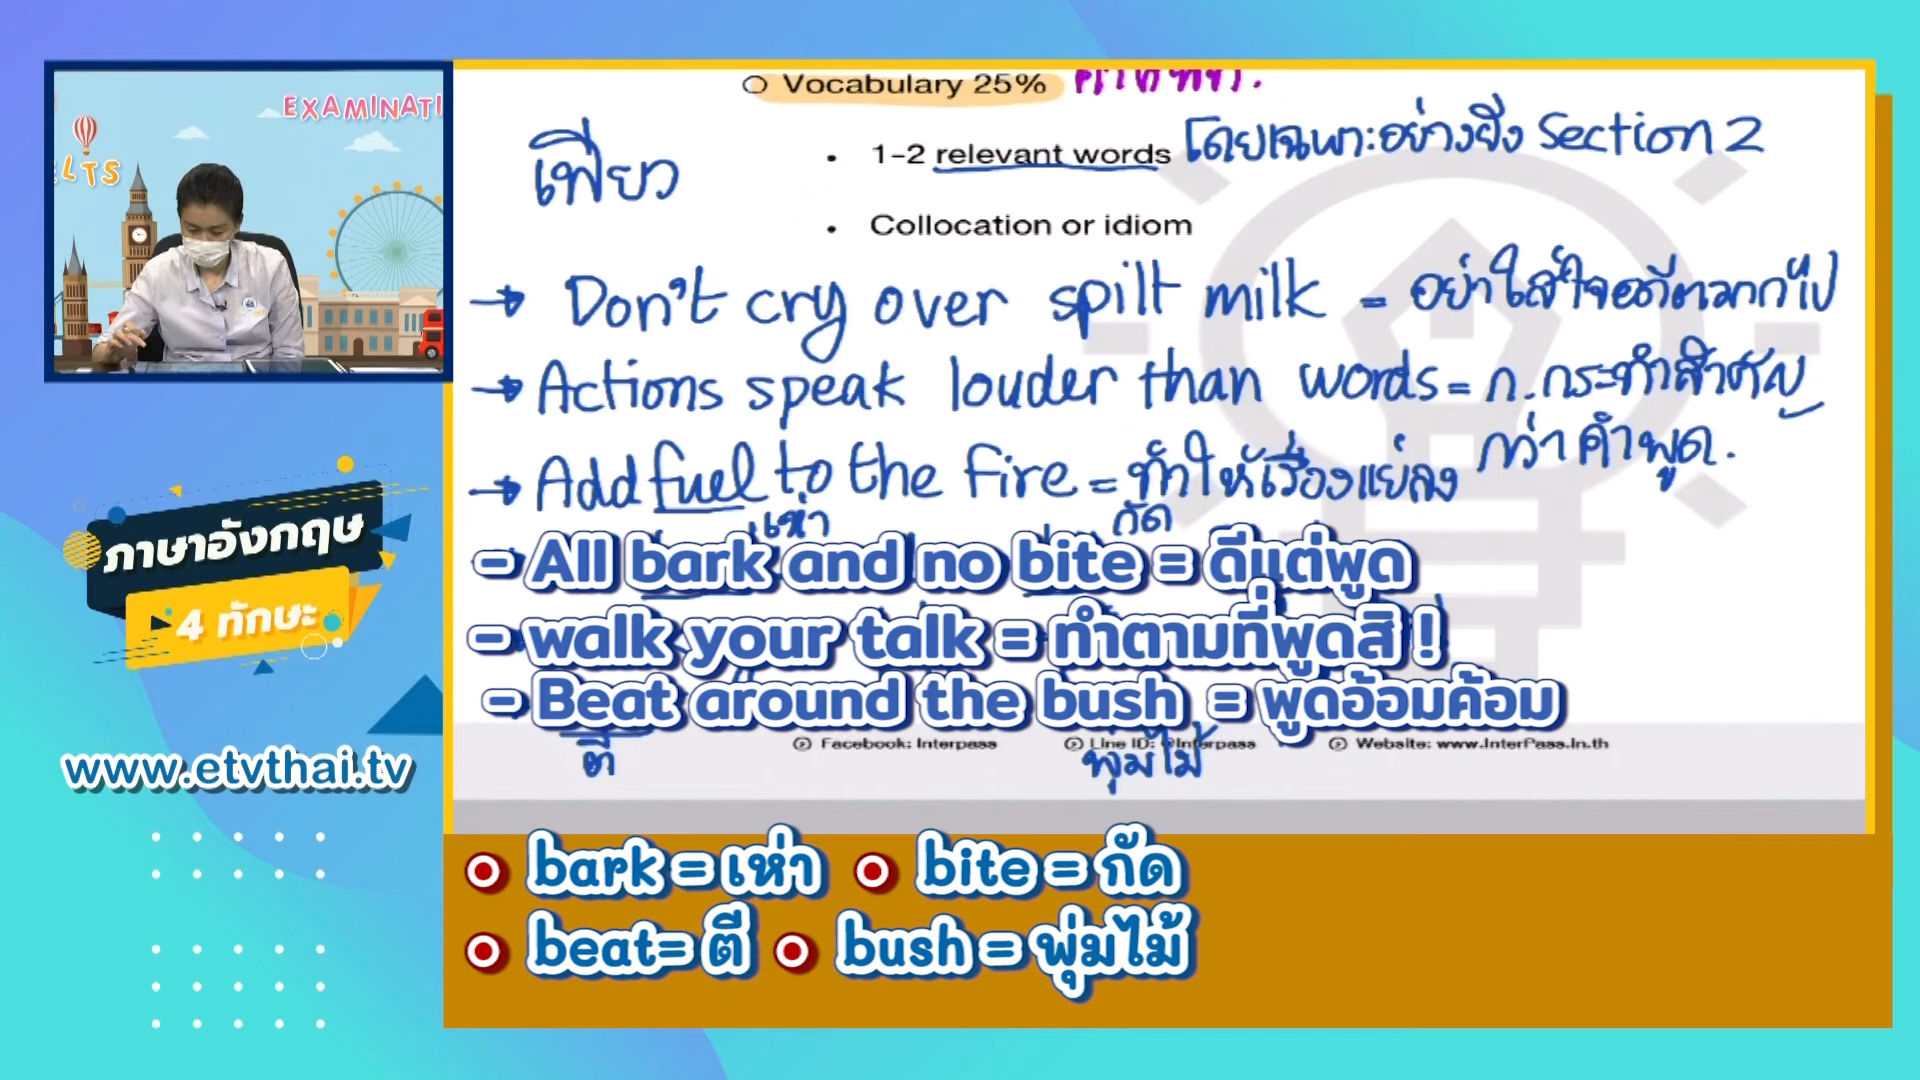 EXAMINATI
ELTS
ภาษาอังกฤษ
4 ทักษะ
www.etvthai.tv
Vocabulary 25%
เฟียว
1-2 relevant words โดยเฉพาะอย่างยิ่ง Section 2
Collocation or idiom
→ Don't cry over spilt milk = อย่าใส่ใจอดีตมากไป
→ Actions speak louder than words = ก.กระทำสำคัญ
กว่าคำพูด.
→ Add fuel to the fire = ทำให้เรื่องแย่ลง
เห่า กัด
- All bark and no bite = ดีแต่พูด
- walk your talk = ทำตามที่พูดสิ !
- Beat around the bush = พูดอ้อมค้อม
ตี พุ่มไม้
Facebook: Interpass Line ID: @Interpass Website: www.InterPass.in.th
bark = เห่า bite = กัด
beat= ตี bush = พุ่มไม้